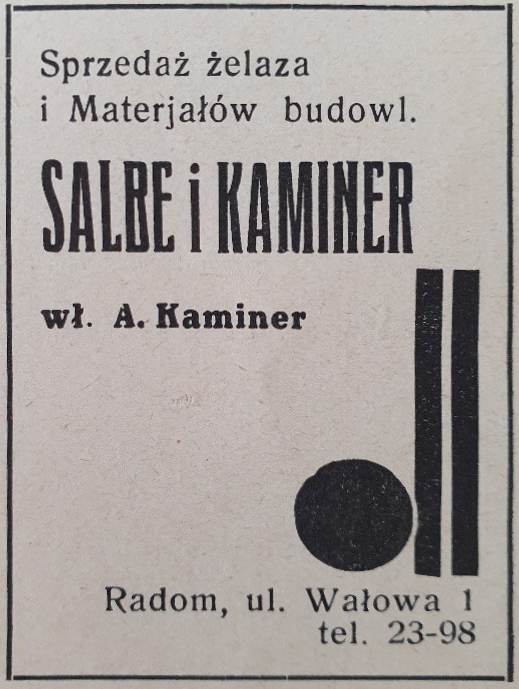 Sprzedaż żelaza
i Materjałów budowl.
SALBE i KAMINER
wł. A. Kaminer
Radom, ul. Wałowa 1
tel. 23-98